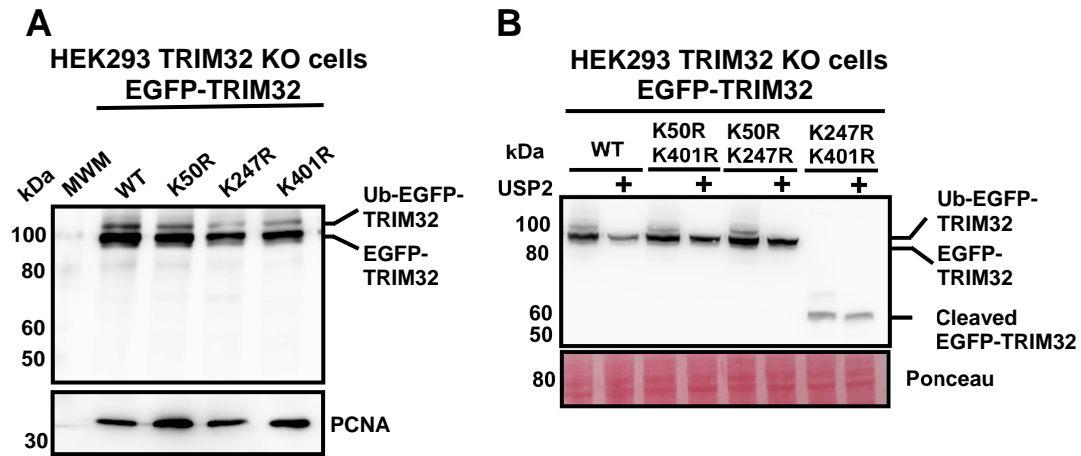 A
HEK293 TRIM32 KO cells
EGFP-TRIM32
kDa
MWM
WT
K50R
K247R
K401R
100
80
60
50
30
Ub-EGFP-
TRIM32
EGFP-
TRIM32
PCNA
B
HEK293 TRIM32 KO cells
EGFP-TRIM32
kDa
WT
K50R
K401R
K50R
K247R
K247R
K401R
USP2
+
+
+
+
100
80
60
50
80
Ub-EGFP-
TRIM32
EGFP-
TRIM32
Cleaved
EGFP-TRIM32
Ponceau